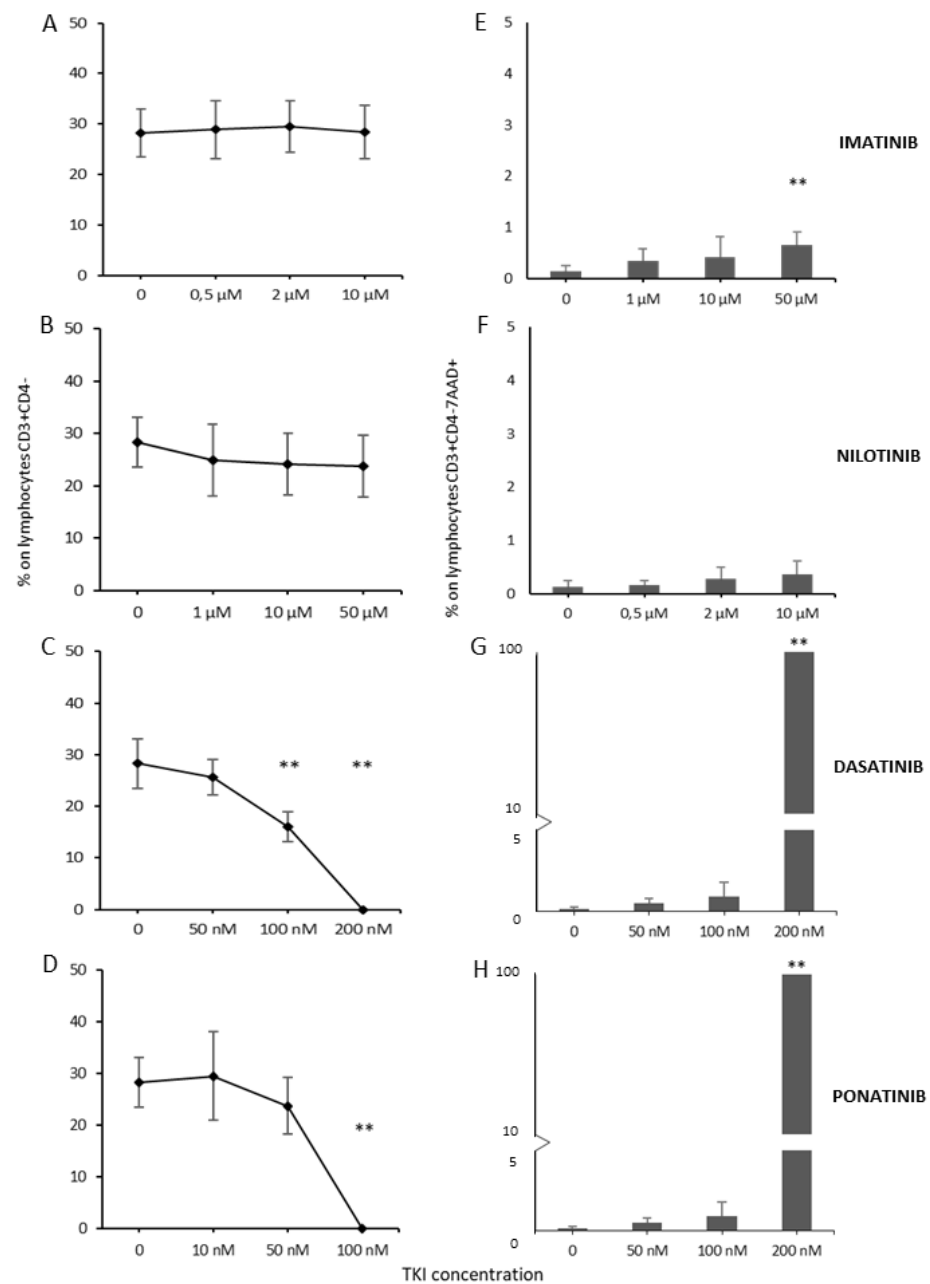 A
50
40
30
20
10
0
0 0,5 µM 2 µM 10 µM
E
5
4
3
2
1
0
0 1 µM 10 µM 50 µM
**
IMATINIB
B
50
40
30
20
10
0
0 1 µM 10 µM 50 µM
% on lymphocytes CD3+CD4-
F
5
4
3
2
1
0
0 0,5 µM 2 µM 10 µM
% on lymphocytes CD3+CD4-7AAD+
NILOTINIB
C
50
40
30
20
10
0
** **
0 50 nM 100 nM 200 nM
G
100
10
5
0
**
0 50 nM 100 nM 200 nM
DASATINIB
D
50
40
30
20
10
0
**
0 10 nM 50 nM 100 nM
H
100
10
5
0
**
0 50 nM 100 nM 200 nM
PONATINIB
TKI concentration